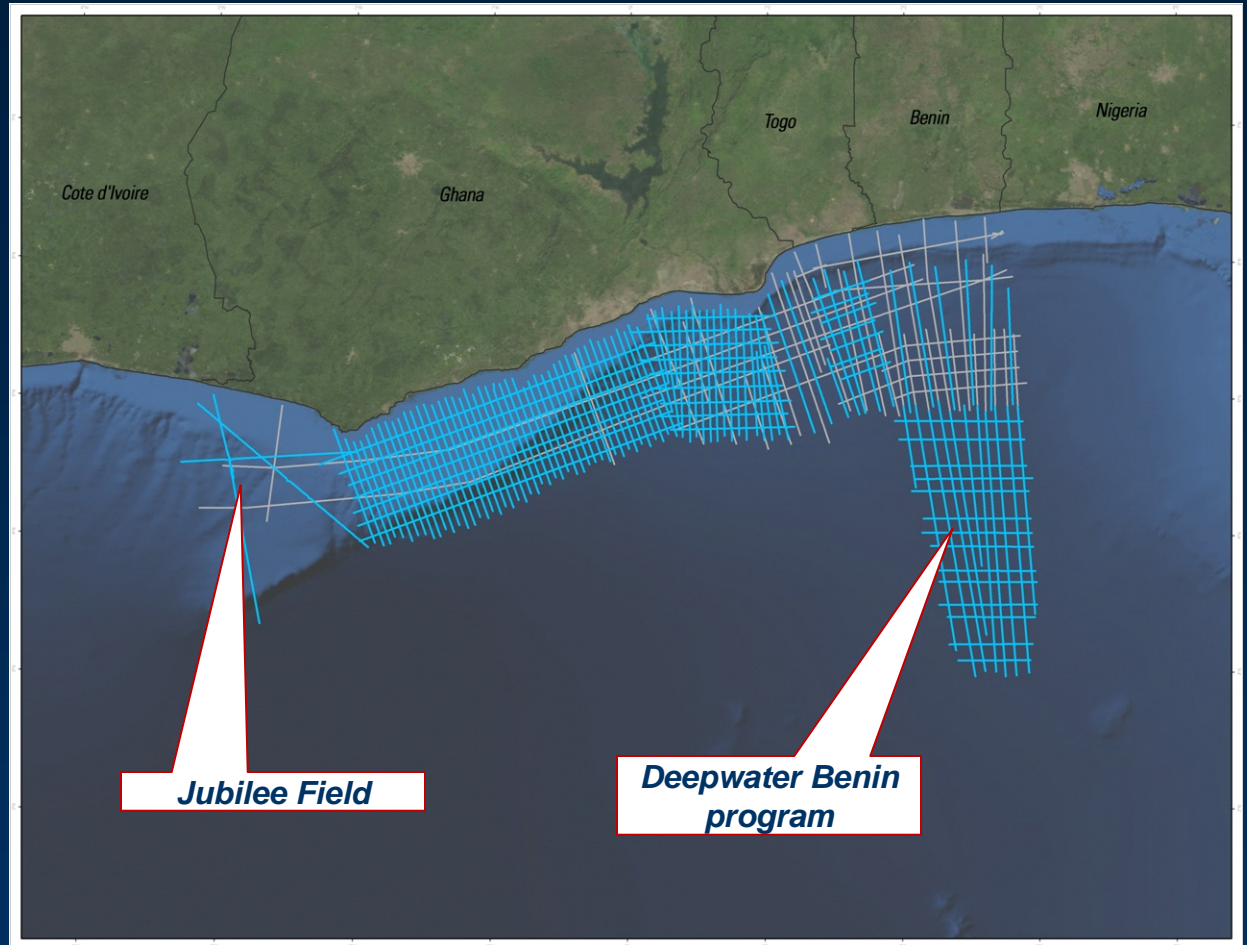 Togo
Benin
Nigeria
Cote d'Ivoire
Ghana
Jubilee Field
Deepwater Benin
program